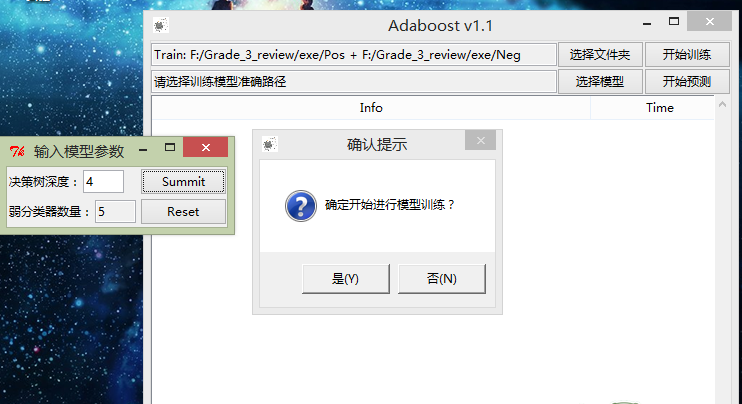 Adaboost v1.1
Train: F:/Grade_3_review/exe/Pos + F:/Grade_3_review/exe/Neg
选择文件夹
开始训练
请选择训练模型准确路径
选择模型
开始预测
Info
Time
输入模型参数
决策树深度：
4
Summit
弱分类器数量：
5
Reset
确认提示
确定开始进行模型训练？
是(Y)
否(N)